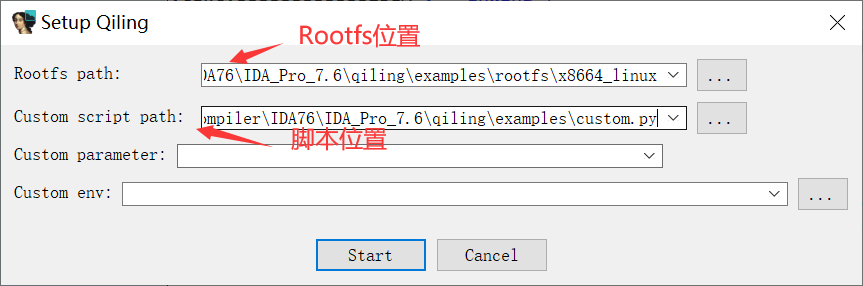 Setup Qiling
Rootfs位置
Rootfs path:
DA76\IDA_Pro_7.6\qiling\examples\rootfs\x8664_linux
...
Custom script path:
ompiler\IDA76\IDA_Pro_7.6\qiling\examples\custom.py
...
脚本位置
Custom parameter:
Custom env:
...
Start
Cancel